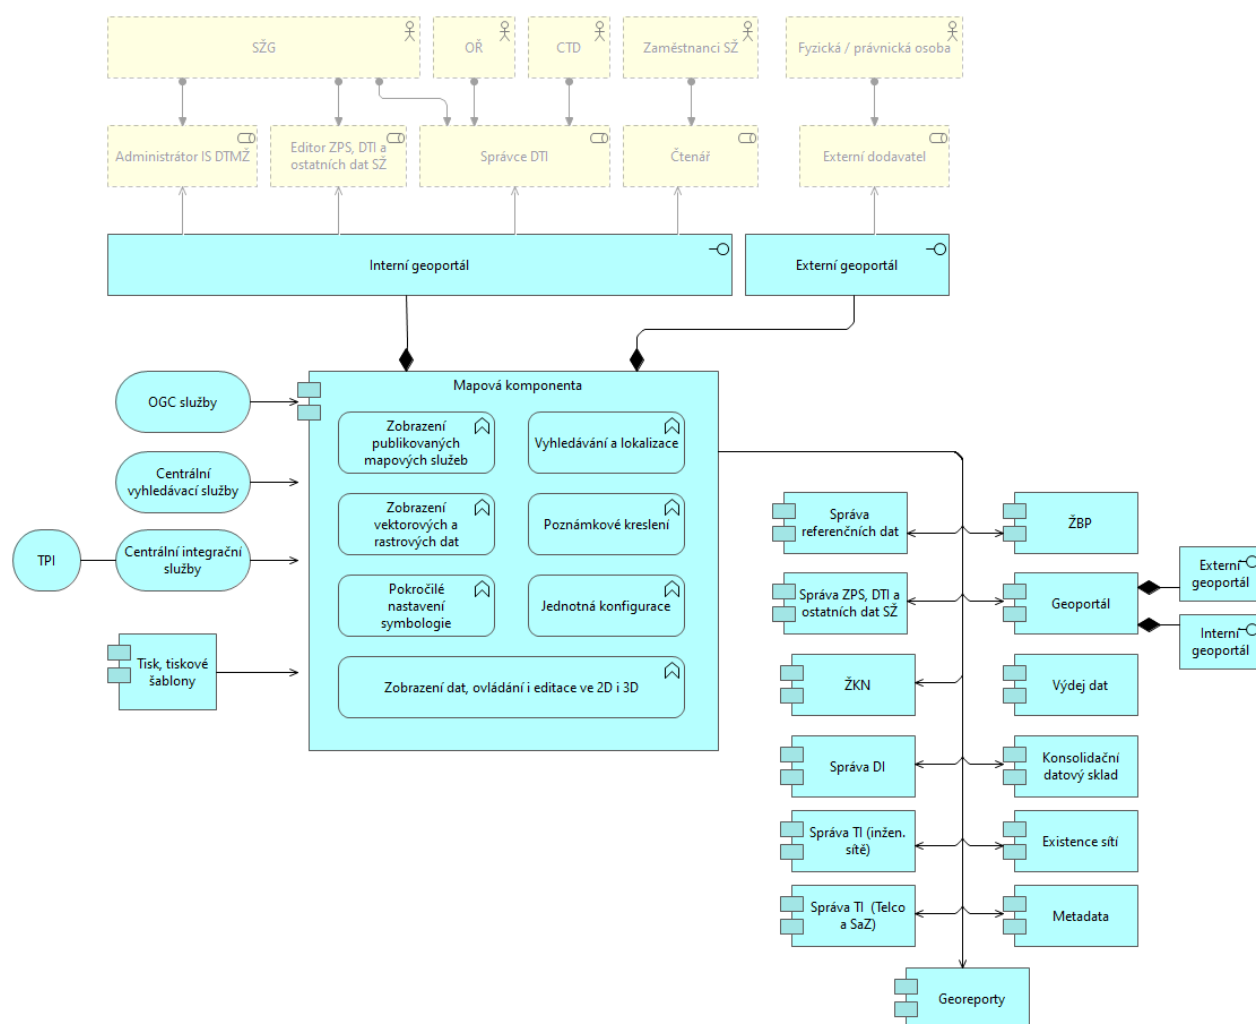 SŽG
OŘ
CTD
Zaměstnanci SŽ
Fyzická / právnická osoba
Administrátor IS DTMŽ
Editor ZPS, DTI a
ostatních dat SŽ
Správce DTI
Čtenář
Externí dodavatel
Interní geoportál
Externí geoportál
Mapová komponenta
OGC služby
Centrální
vyhledávací služby
TPI
Centrální integrační
služby
Tisk, tiskové
šablony
Zobrazení
publikovaných
mapových služeb
Vyhledávání a lokalizace
Zobrazení
vektorových a
rastrových dat
Poznámkové kreslení
Pokročilé
nastavení
symbologie
Jednotná konfigurace
Zobrazení dat, ovládání i editace ve 2D i 3D
Správa
referenčních dat
ŽBP
Správa ZPS, DTI a
ostatních dat SŽ
Geoportál
Externí
geoportál
Interní
geoportál
ŽKN
Výdej dat
Správa DI
Konsolidační
datový sklad
Správa TI (inžen.
sítě)
Existence sítí
Správa TI (Telco
a SaZ)
Metadata
Georeporty